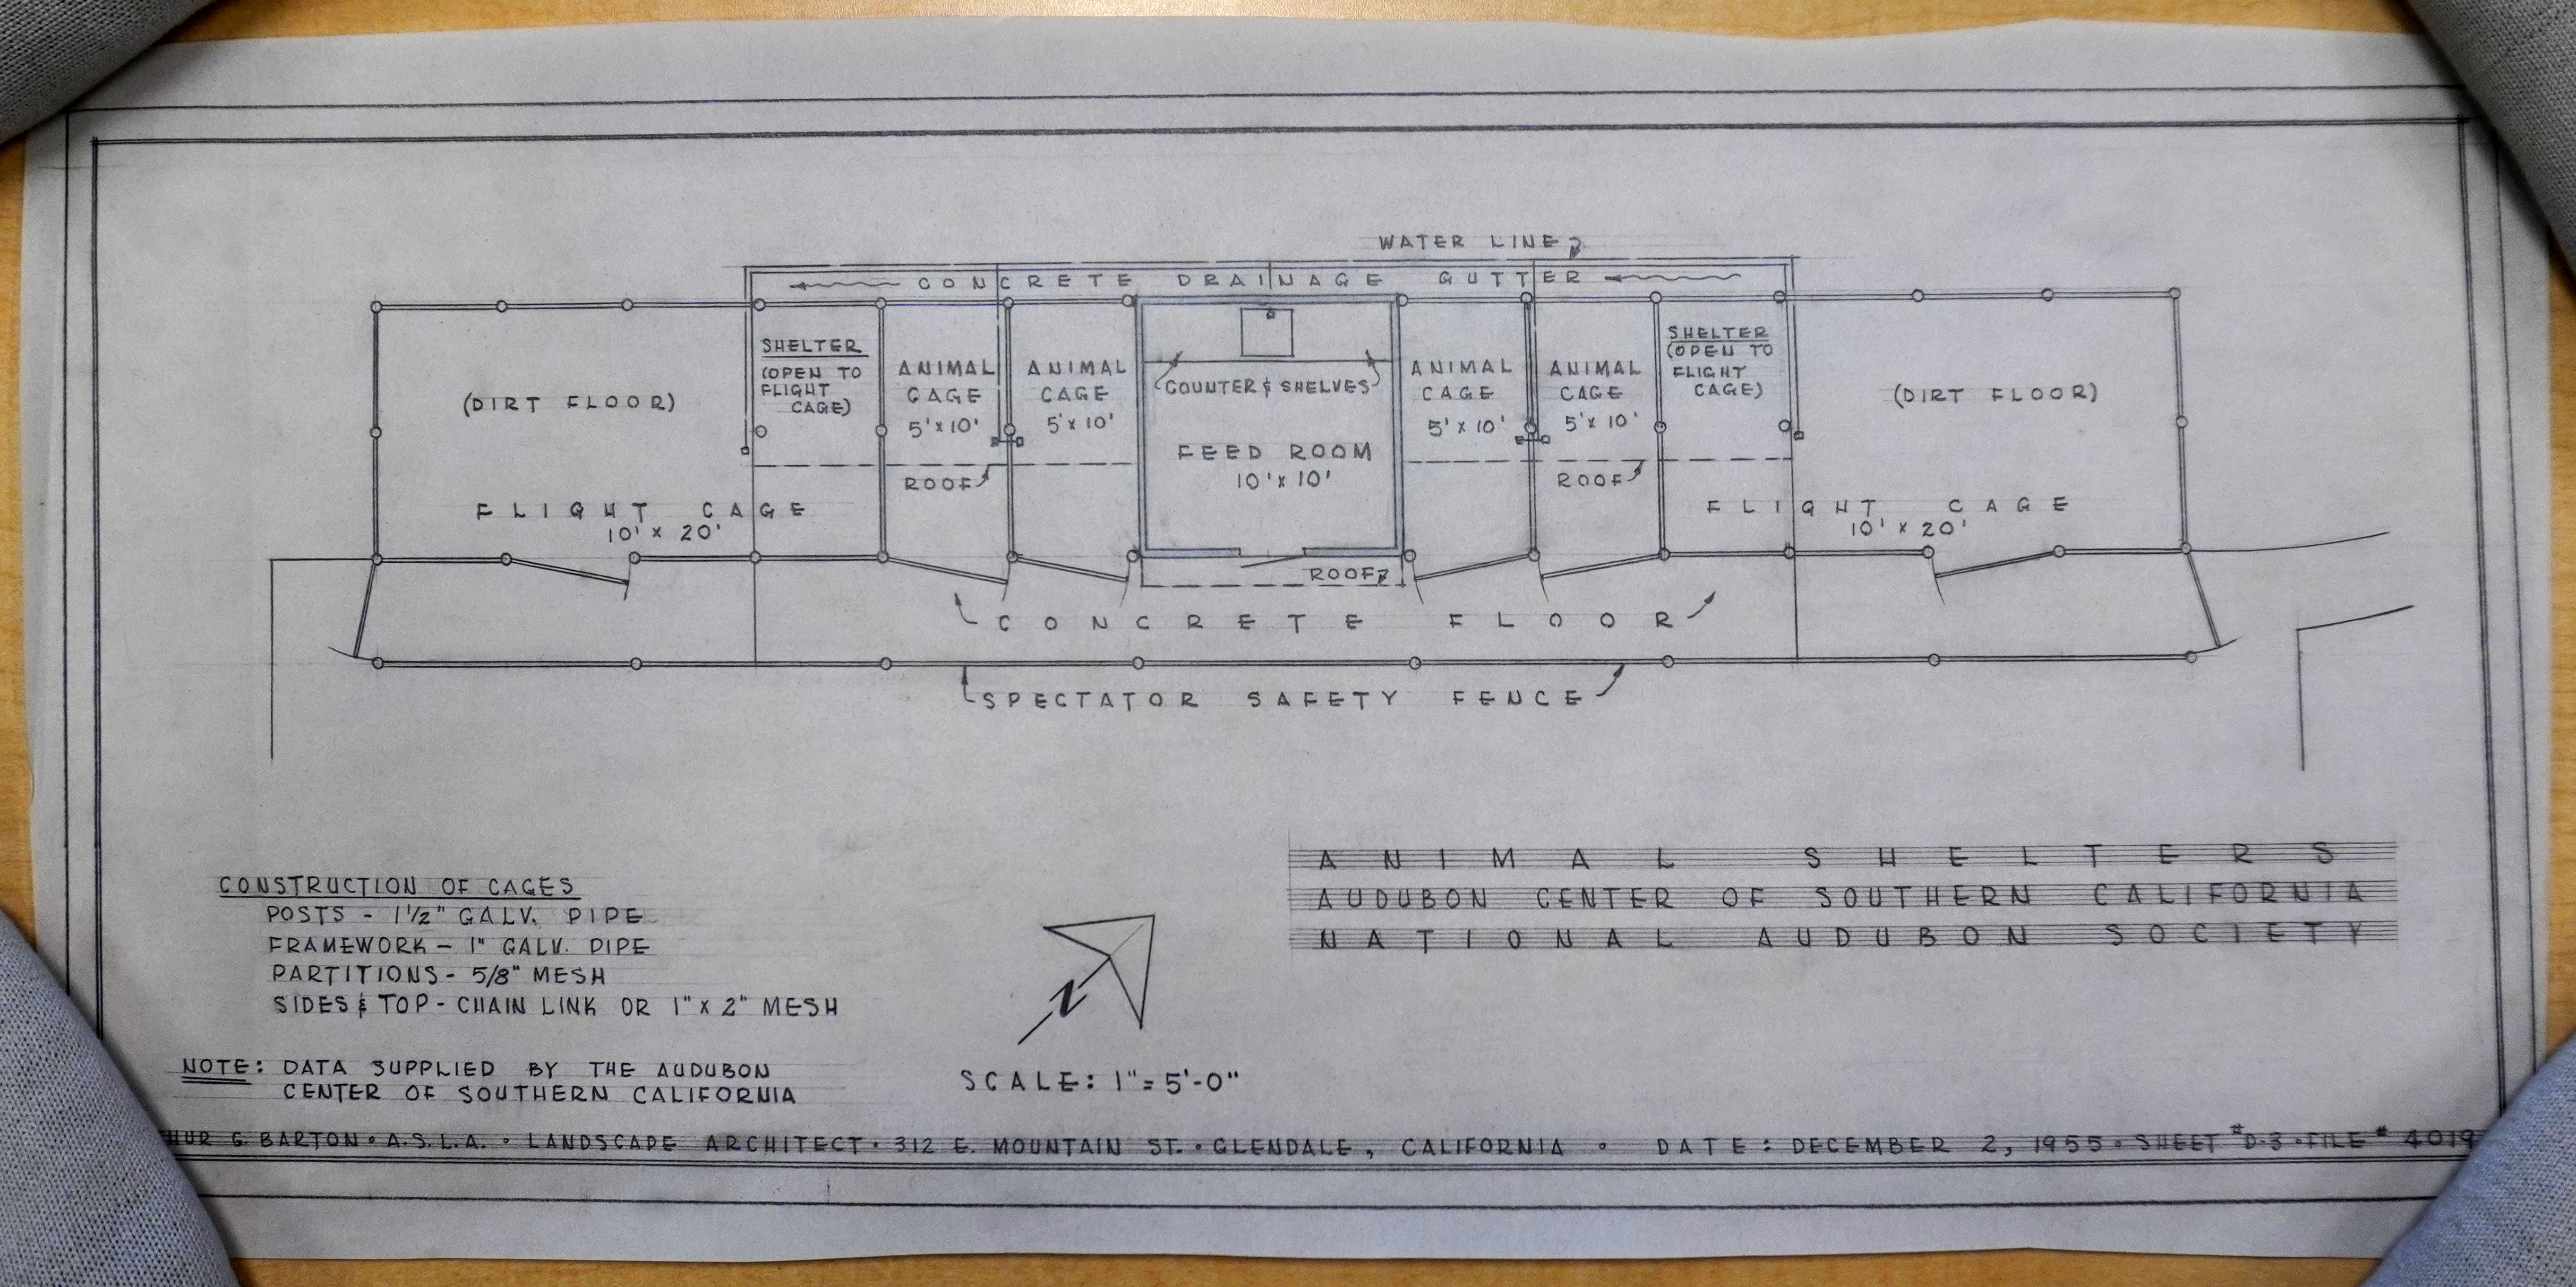 WATER LINE
CONCRETE DRAINAGE GUTTER
SHELTER
(OPEN TO
FLIGHT
CAGE)
ANIMAL
CAGE
5'x10'
ANIMAL
CAGE
5'x10'
COUNTER & SHELVES
FEED ROOM
10'x10'
ANIMAL
CAGE
5'x10'
ANIMAL
CAGE
5'x10'
SHELTER
(OPEN TO
FLIGHT
CAGE)
(DIRT FLOOR)
(DIRT FLOOR)
ROOF
ROOF
FLIGHT CAGE
10' x 20'
FLIGHT CAGE
10' x 20'
ROOF
CONCRETE FLOOR
SPECTATOR SAFETY FENCE
ANIMAL SHELTERS
AUDUBON CENTER OF SOUTHERN CALIFORNIA
NATIONAL AUDUBON SOCIETY
CONSTRUCTION OF CAGES
POSTS - 1 1/2" GALV. PIPE
FRAMEWORK - 1" GALV. PIPE
PARTITIONS - 5/8" MESH
SIDES & TOP - CHAIN LINK OR 1" x 2" MESH
N
SCALE: 1" = 5'-0"
NOTE: DATA SUPPLIED BY THE AUDUBON
CENTER OF SOUTHERN CALIFORNIA
HUR G. BARTON • A.S.L.A. • LANDSCAPE ARCHITECT • 312 E. MOUNTAIN ST. • GLENDALE, CALIFORNIA • DATE: DECEMBER 2, 1955 • SHEET #D-3 • FILE # 4019